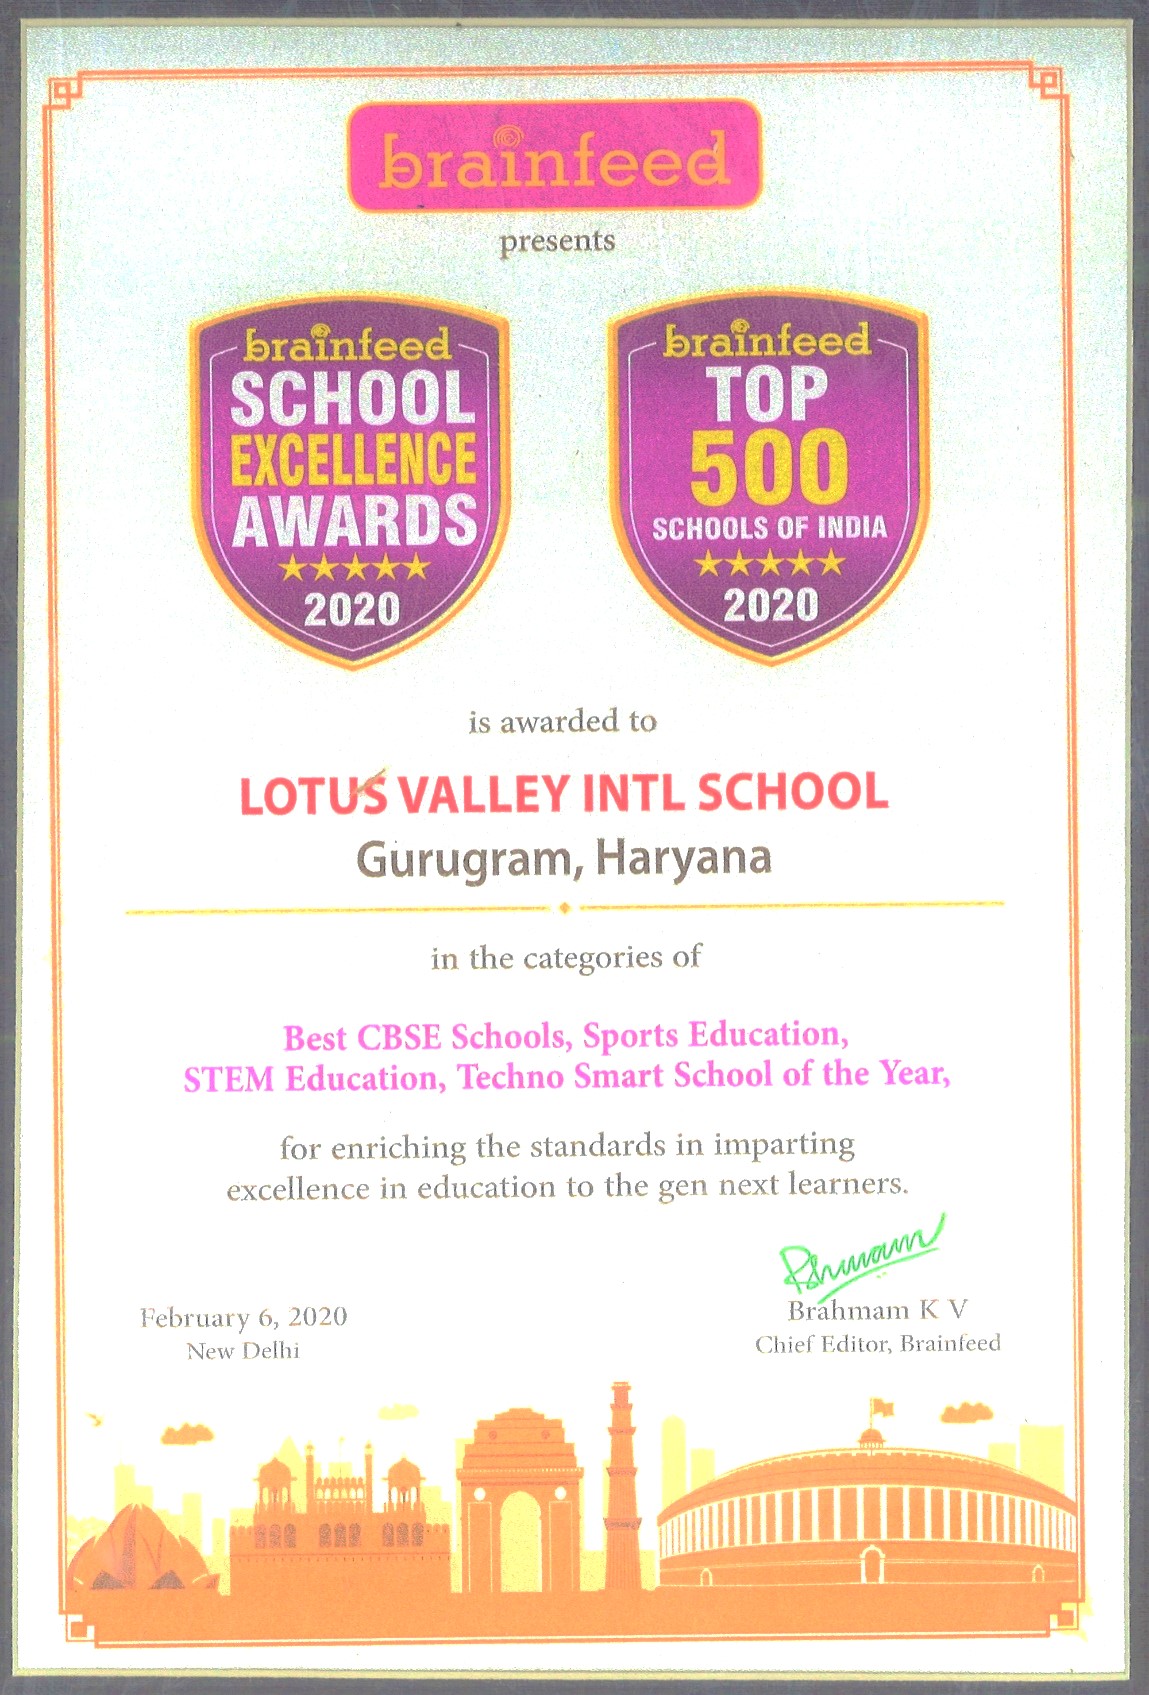 brainfeed
presents
brainfeed
SCHOOL
EXCELLENCE
AWARDS
2020
brainfeed
TOP
500
SCHOOLS OF INDIA
2020
is awarded to
LOTUS VALLEY INTL SCHOOL
Gurugram, Haryana
in the categories of
Best CBSE Schools, Sports Education,
STEM Education, Techno Smart School of the Year,
for enriching the standards in imparting
excellence in education to the gen next learners.
February 6, 2020
New Delhi
Brahmam K V
Chief Editor, Brainfeed